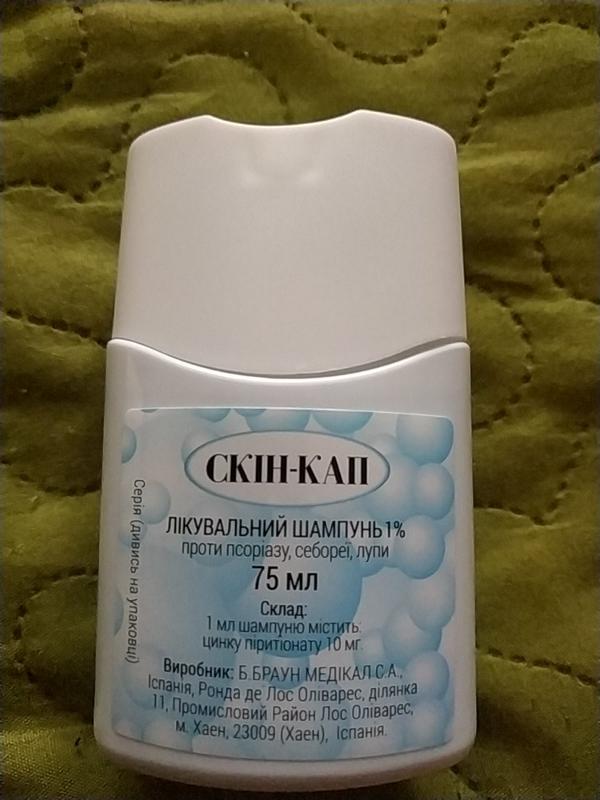 СКІН-КАП
ЛІКУВАЛЬНИЙ ШАМПУНЬ 1%
проти псоріазу, себореї, лупи
75 мл
Склад:
1 мл шампуню містить:
цинку піритіонату 10 мг.
Виробник: Б.БРАУН МЕДІКАЛ С.А.,
Іспанія, Ронда де Лос Оліварес, ділянка
11, Промисловий Район Лос Оліварес,
м. Хаен, 23009 (Хаен), Іспанія.
Серія (дивись на упаковці)